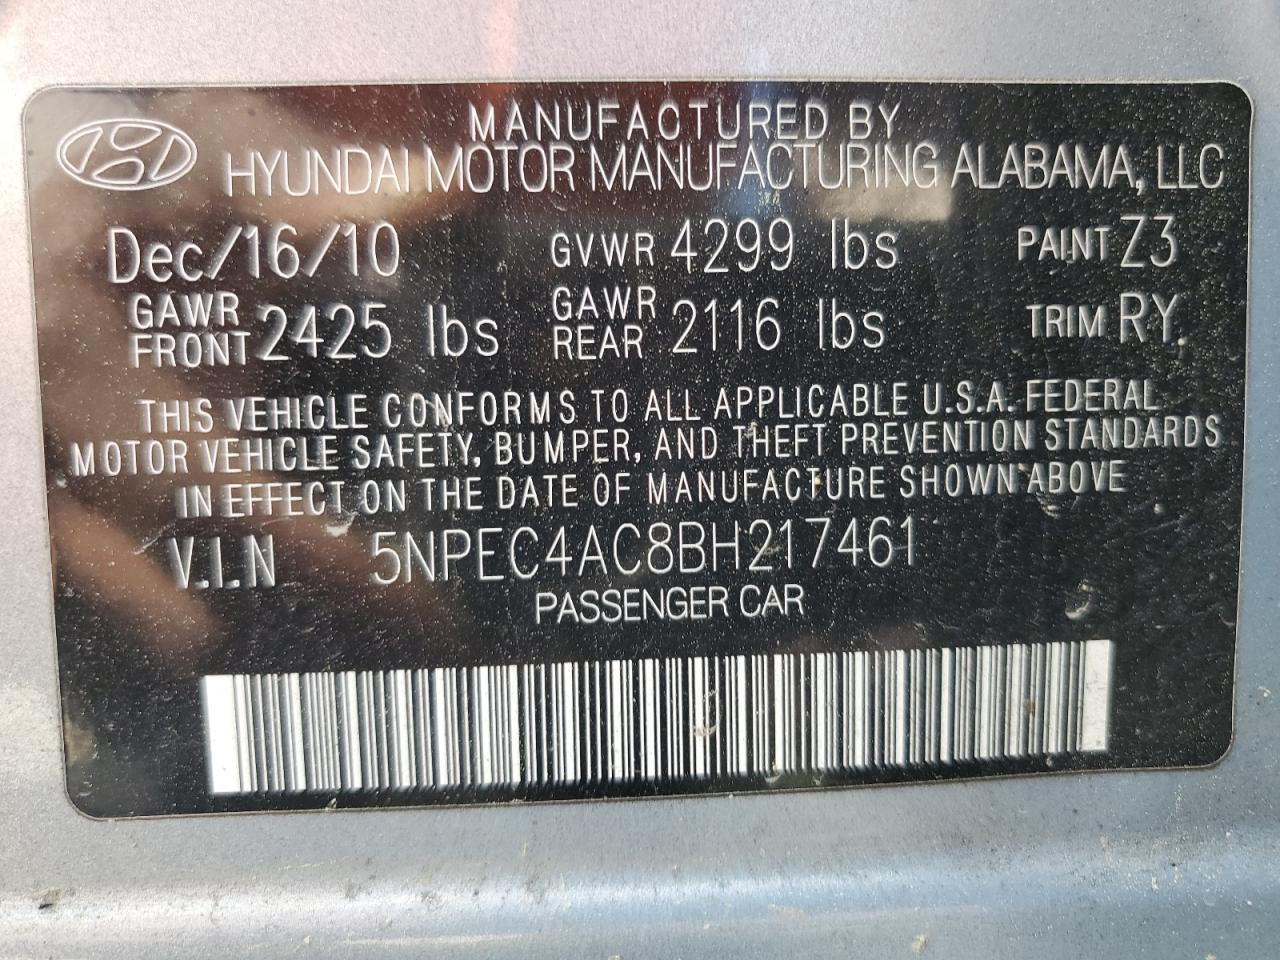 MANUFACTURED BY
HYUNDAI MOTOR MANUFACTURING ALABAMA, LLC
Dec/16/10 GVWR 4299 lbs PAINT Z3
GAWR FRONT 2425 lbs GAWR REAR 2116 lbs TRIM RY
THIS VEHICLE CONFORMS TO ALL APPLICABLE U.S.A. FEDERAL
MOTOR VEHICLE SAFETY, BUMPER, AND THEFT PREVENTION STANDARDS
IN EFFECT ON THE DATE OF MANUFACTURE SHOWN ABOVE
V.I.N 5NPEC4AC8BH217461
PASSENGER CAR